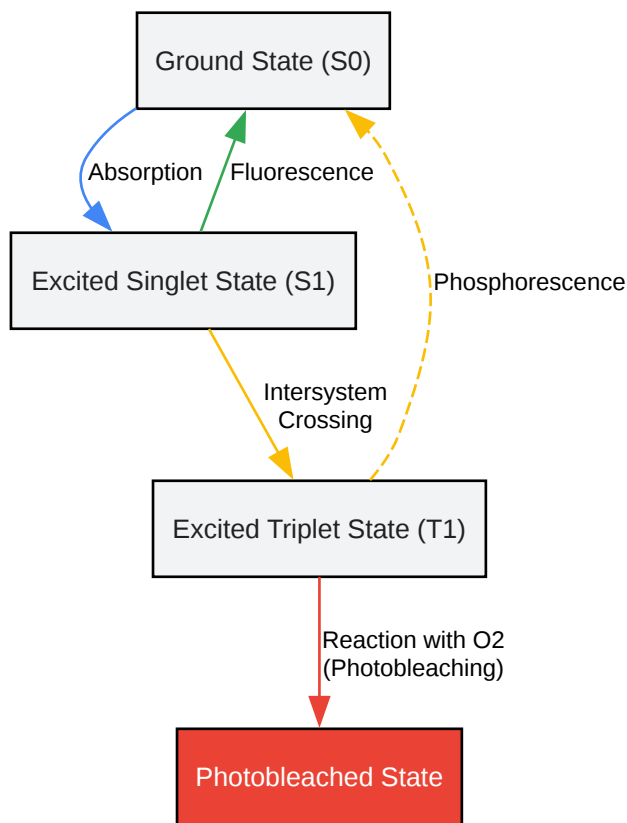 Ground State (S0)
Absorption
Fluorescence
Excited Singlet State (S1)
Phosphorescence
Intersystem
Crossing
Excited Triplet State (T1)
Reaction with O2
(Photobleaching)
Photobleached State